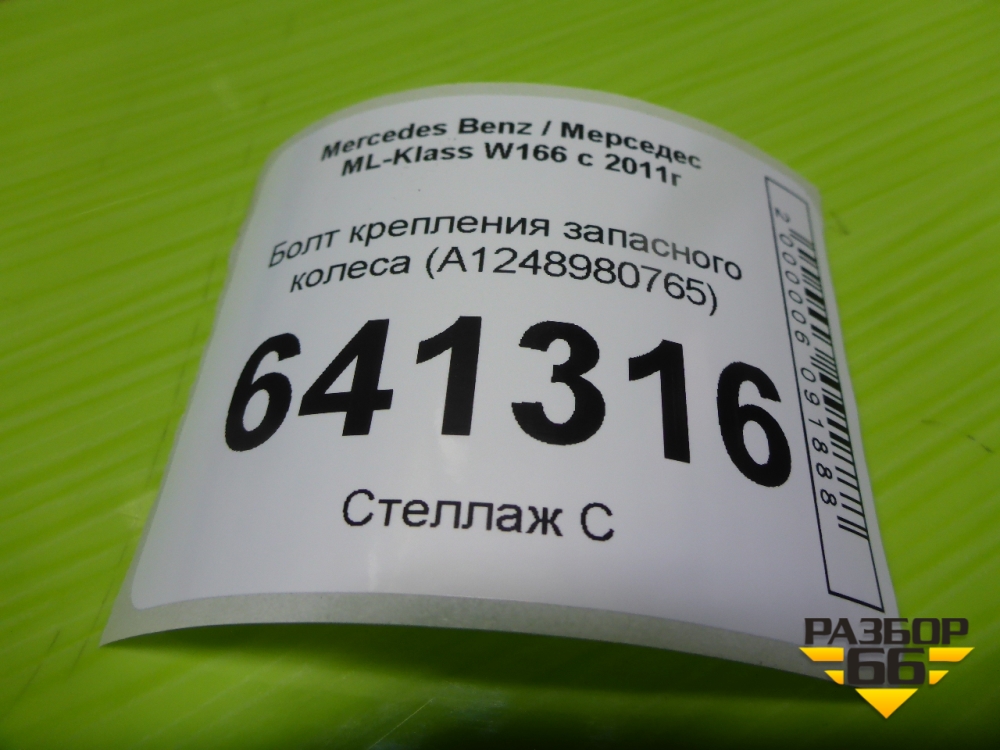 Mercedes Benz / Мерседес
ML-Klass W166 с 2011г
Болт крепления запасного
колеса (A1248980765)
641316
Стеллаж С
2000006091888
РАЗБОР
66